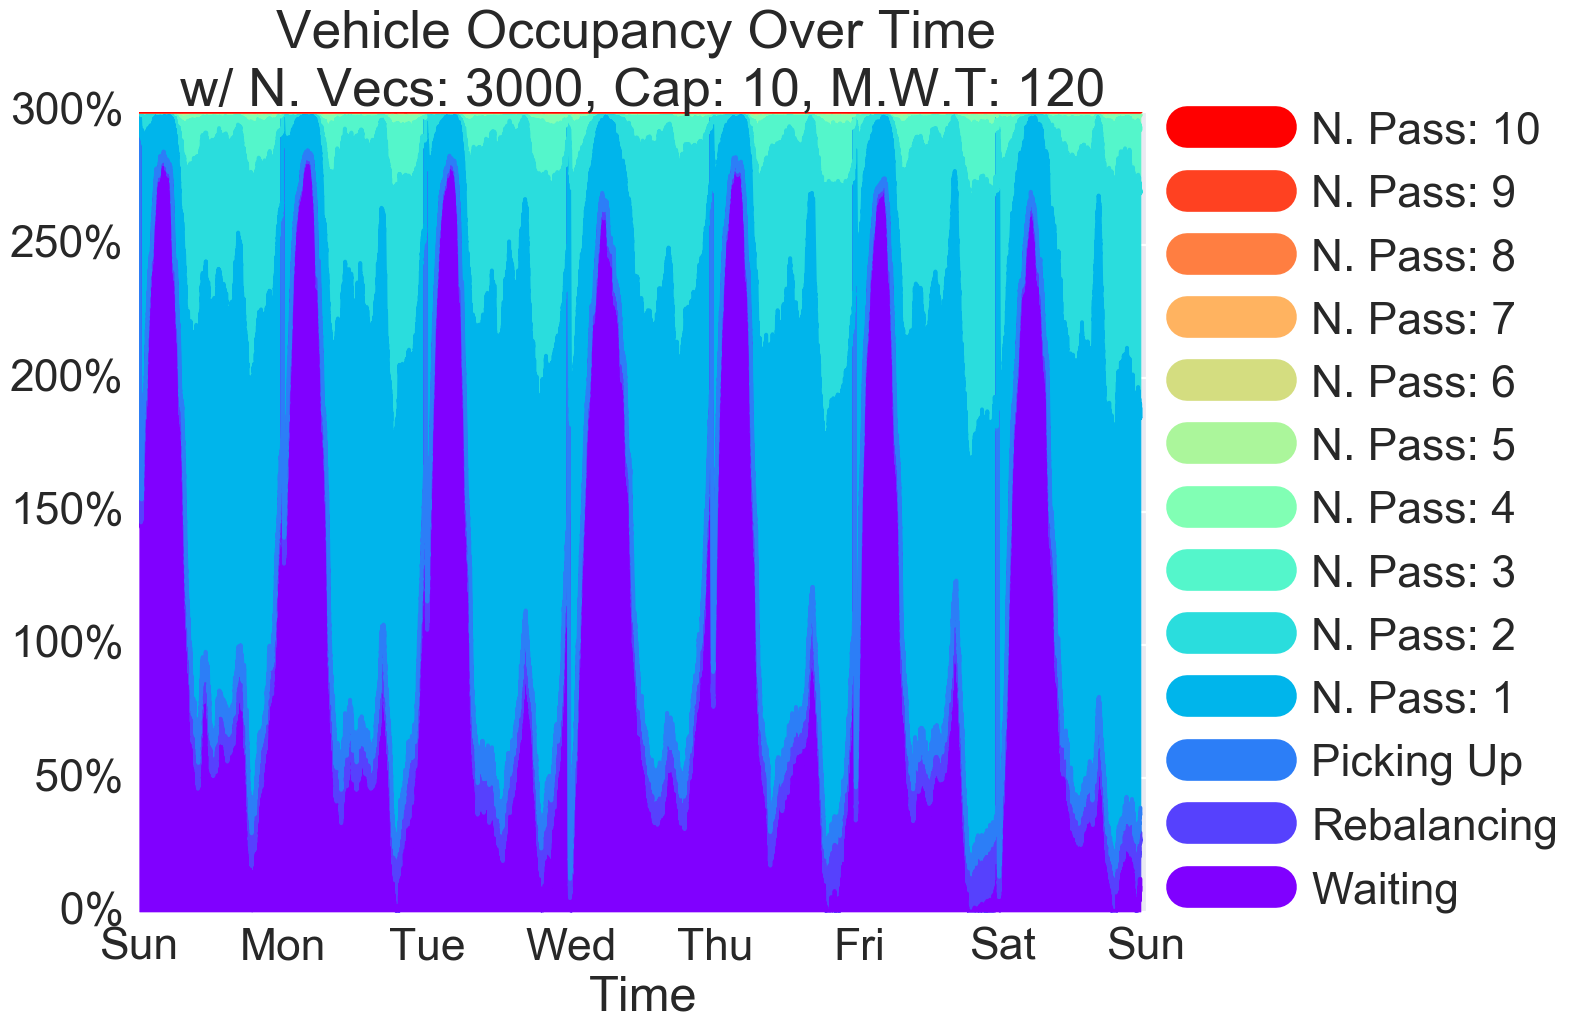 Vehicle Occupancy Over Time
w/ N. Vecs: 3000, Cap: 10, M.W.T: 120
300%
250%
200%
150%
100%
50%
0%
Sun Mon Tue Wed Thu Fri Sat Sun
Time
N. Pass: 10
N. Pass: 9
N. Pass: 8
N. Pass: 7
N. Pass: 6
N. Pass: 5
N. Pass: 4
N. Pass: 3
N. Pass: 2
N. Pass: 1
Picking Up
Rebalancing
Waiting